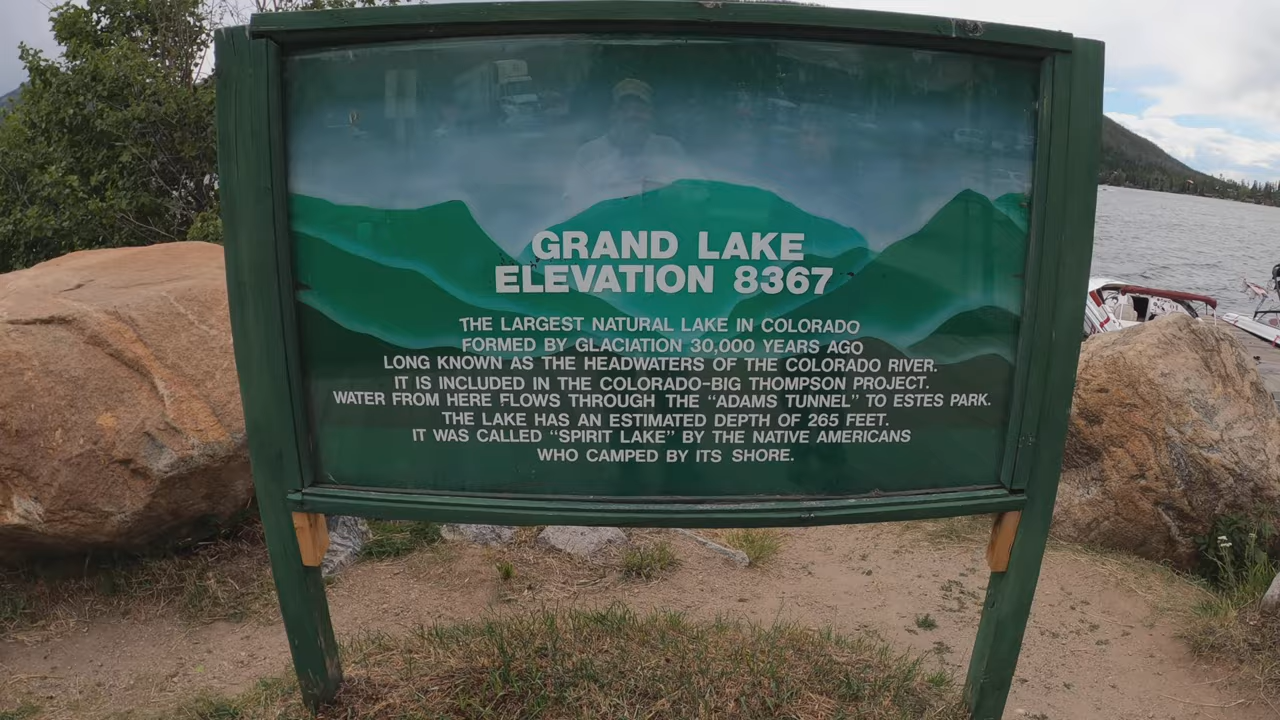 GRAND LAKE
ELEVATION 8367
THE LARGEST NATURAL LAKE IN COLORADO
FORMED BY GLACIATION 30,000 YEARS AGO
LONG KNOWN AS THE HEADWATERS OF THE COLORADO RIVER.
IT IS INCLUDED IN THE COLORADO-BIG THOMPSON PROJECT.
WATER FROM HERE FLOWS THROUGH THE “ADAMS TUNNEL” TO ESTES PARK.
THE LAKE HAS AN ESTIMATED DEPTH OF 265 FEET.
IT WAS CALLED “SPIRIT LAKE” BY THE NATIVE AMERICANS
WHO CAMPED BY ITS SHORE.